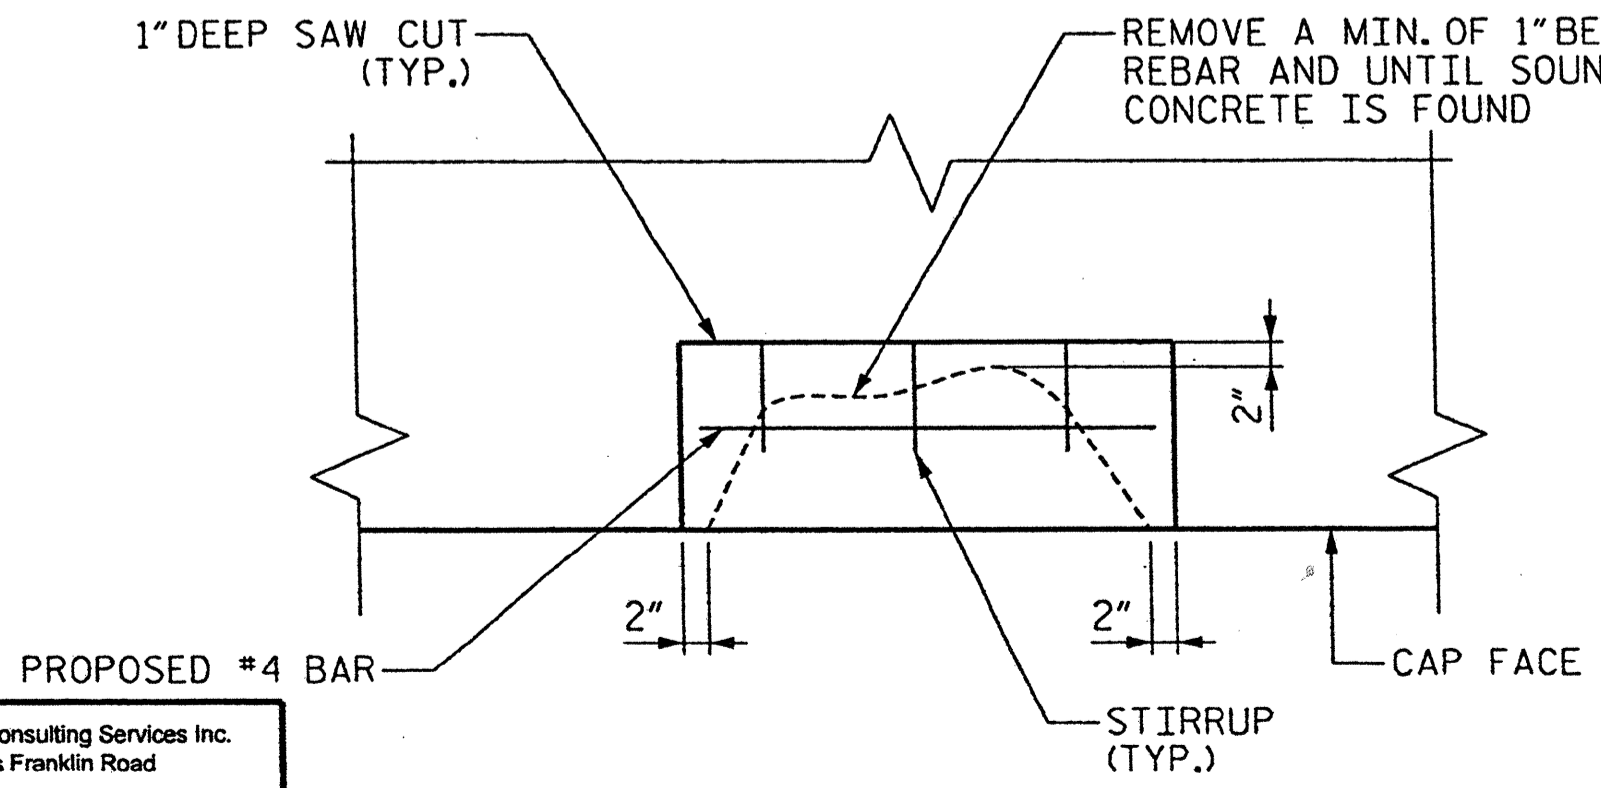 1" DEEP SAW CUT
(TYP.)
REMOVE A MIN. OF 1" BE
REBAR AND UNTIL SOUN
CONCRETE IS FOUND
2"
2"
2"
PROPOSED #4 BAR
CAP FACE
STIRRUP
(TYP.)
onsulting Services Inc.
s Franklin Road